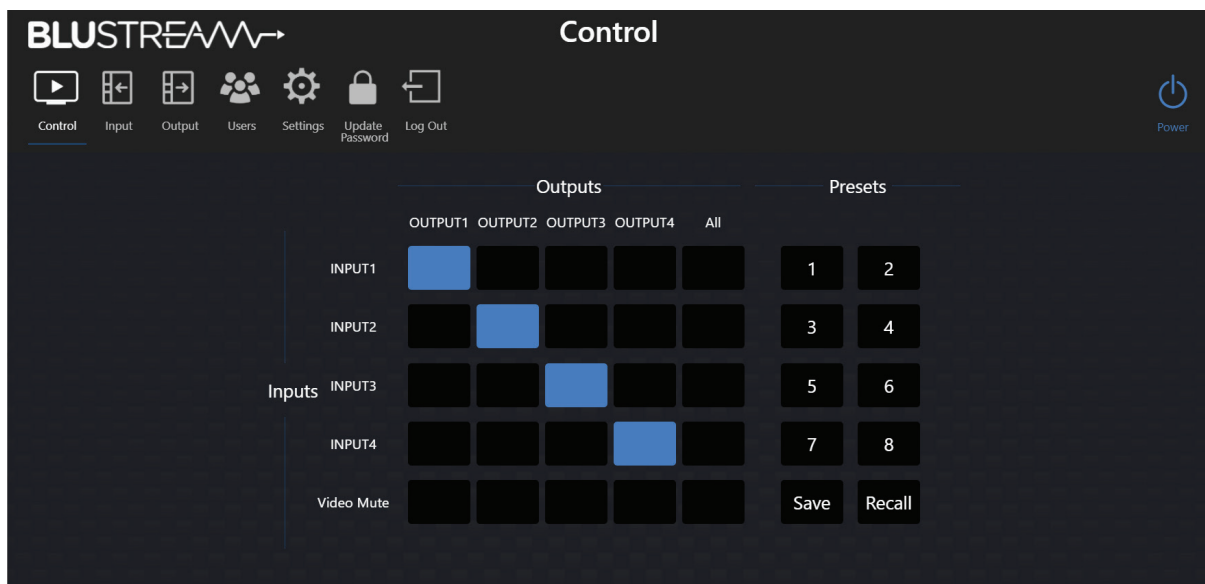 BLUSTREAM
Control
Control
Input
Output
Users
Settings
Update
Password
Log Out
Power
Outputs
Presets
OUTPUT1 OUTPUT2 OUTPUT3 OUTPUT4 All
INPUT1
1 2
INPUT2
3 4
Inputs
INPUT3
5 6
INPUT4
7 8
Video Mute
Save Recall